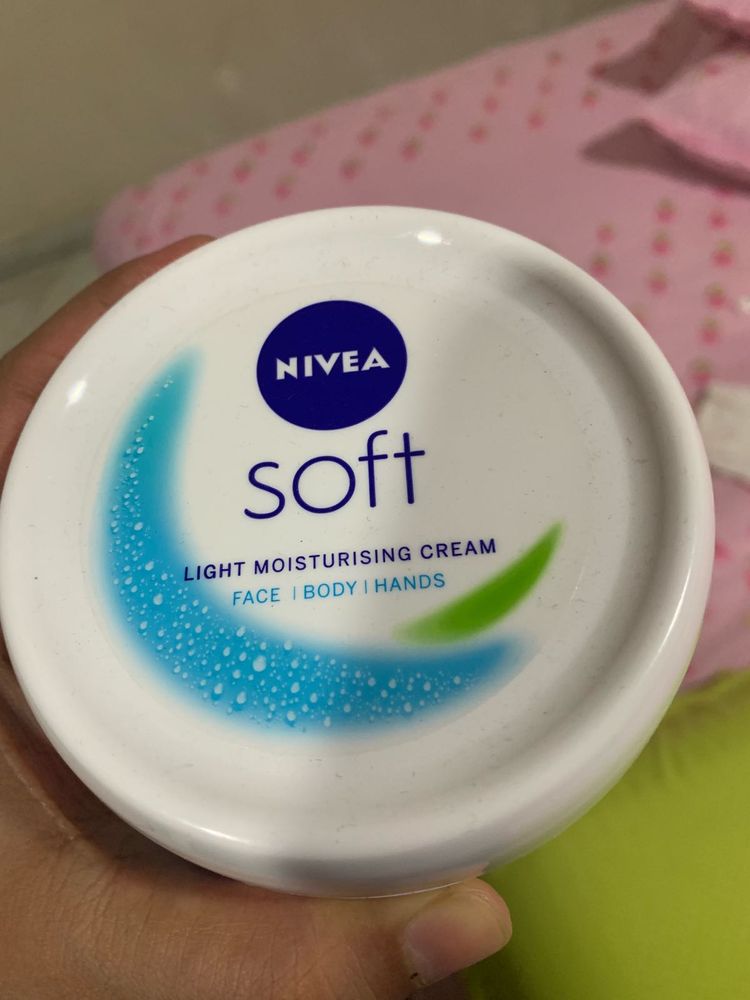 NIVEA
soft
LIGHT MOISTURISING CREAM
FACE | BODY | HANDS